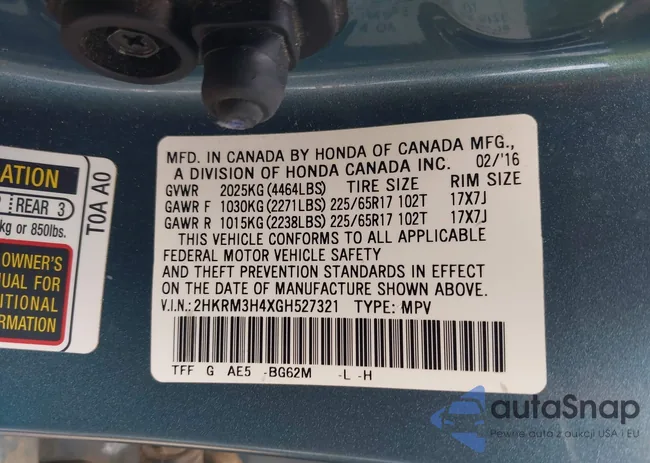 MFD. IN CANADA BY HONDA OF CANADA MFG.,
A DIVISION OF HONDA CANADA INC. 02/'16
GVWR 2025KG(4464LBS) TIRE SIZE RIM SIZE
GAWR F 1030KG(2271LBS) 225/65R17 102T 17X7J
GAWR R 1015KG(2238LBS) 225/65R17 102T 17X7J
THIS VEHICLE CONFORMS TO ALL APPLICABLE
FEDERAL MOTOR VEHICLE SAFETY
AND THEFT PREVENTION STANDARDS IN EFFECT
ON THE DATE OF MANUFACTURE SHOWN ABOVE.
V.I.N.:2HKRM3H4XGH527321 TYPE: MPV
TFF G AE5 -BG62M -L -H
ATION
REAR 3
kg or 850lbs.
OWNER'S
NUAL FOR
ITIONAL
RMATION
TOA A0
autaSnap
Pewne auta z aukcji USA i EU